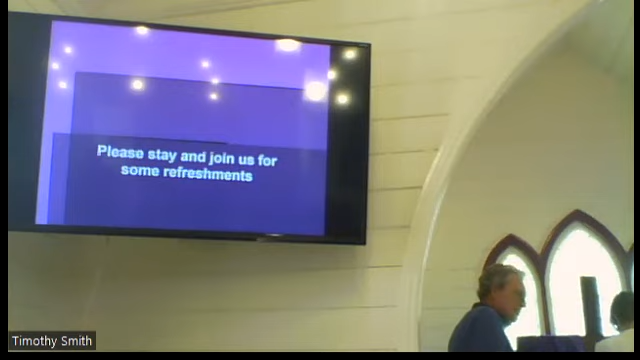 Please stay and join us for
some refreshments
Timothy Smith